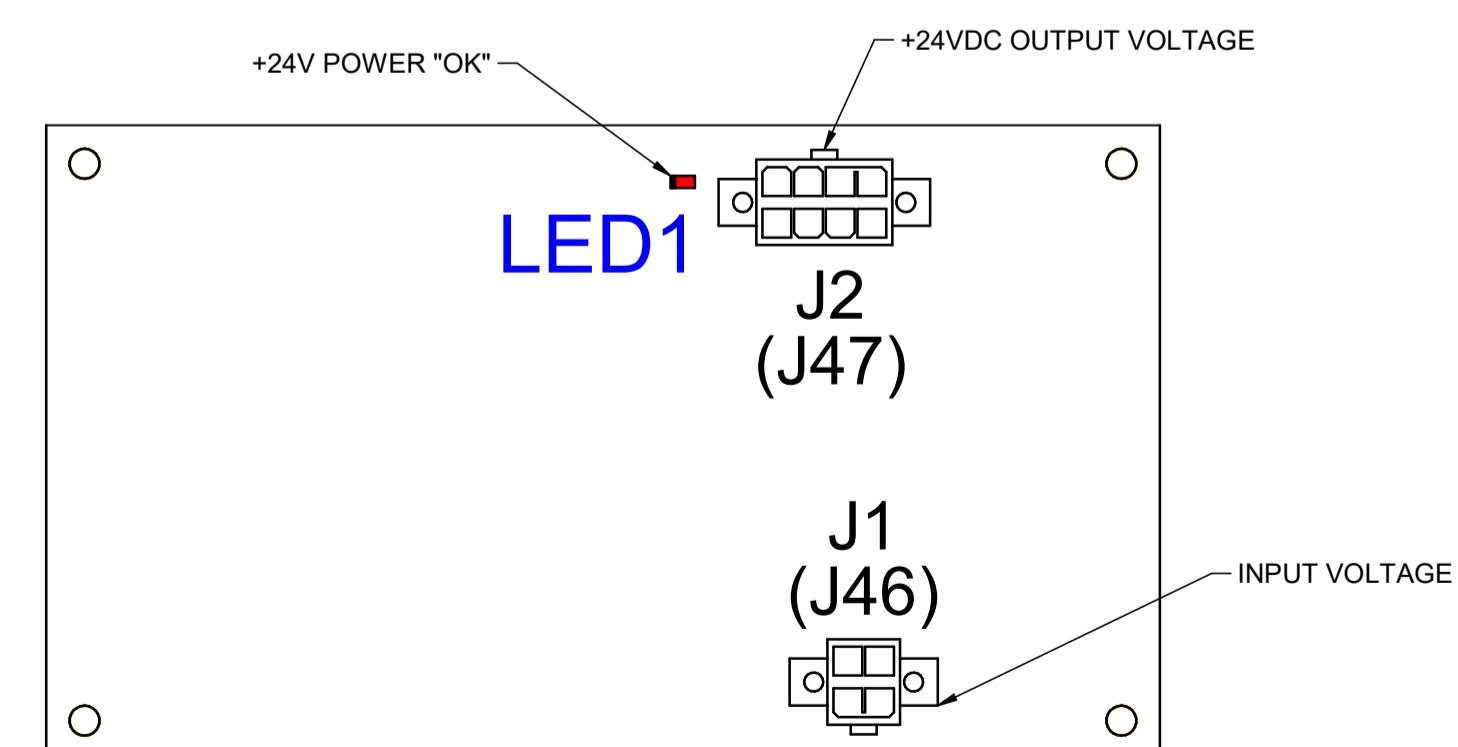 +24VDC OUTPUT VOLTAGE
+24V POWER "OK"
LED1
J2
(J47)
J1
(J46)
INPUT VOLTAGE